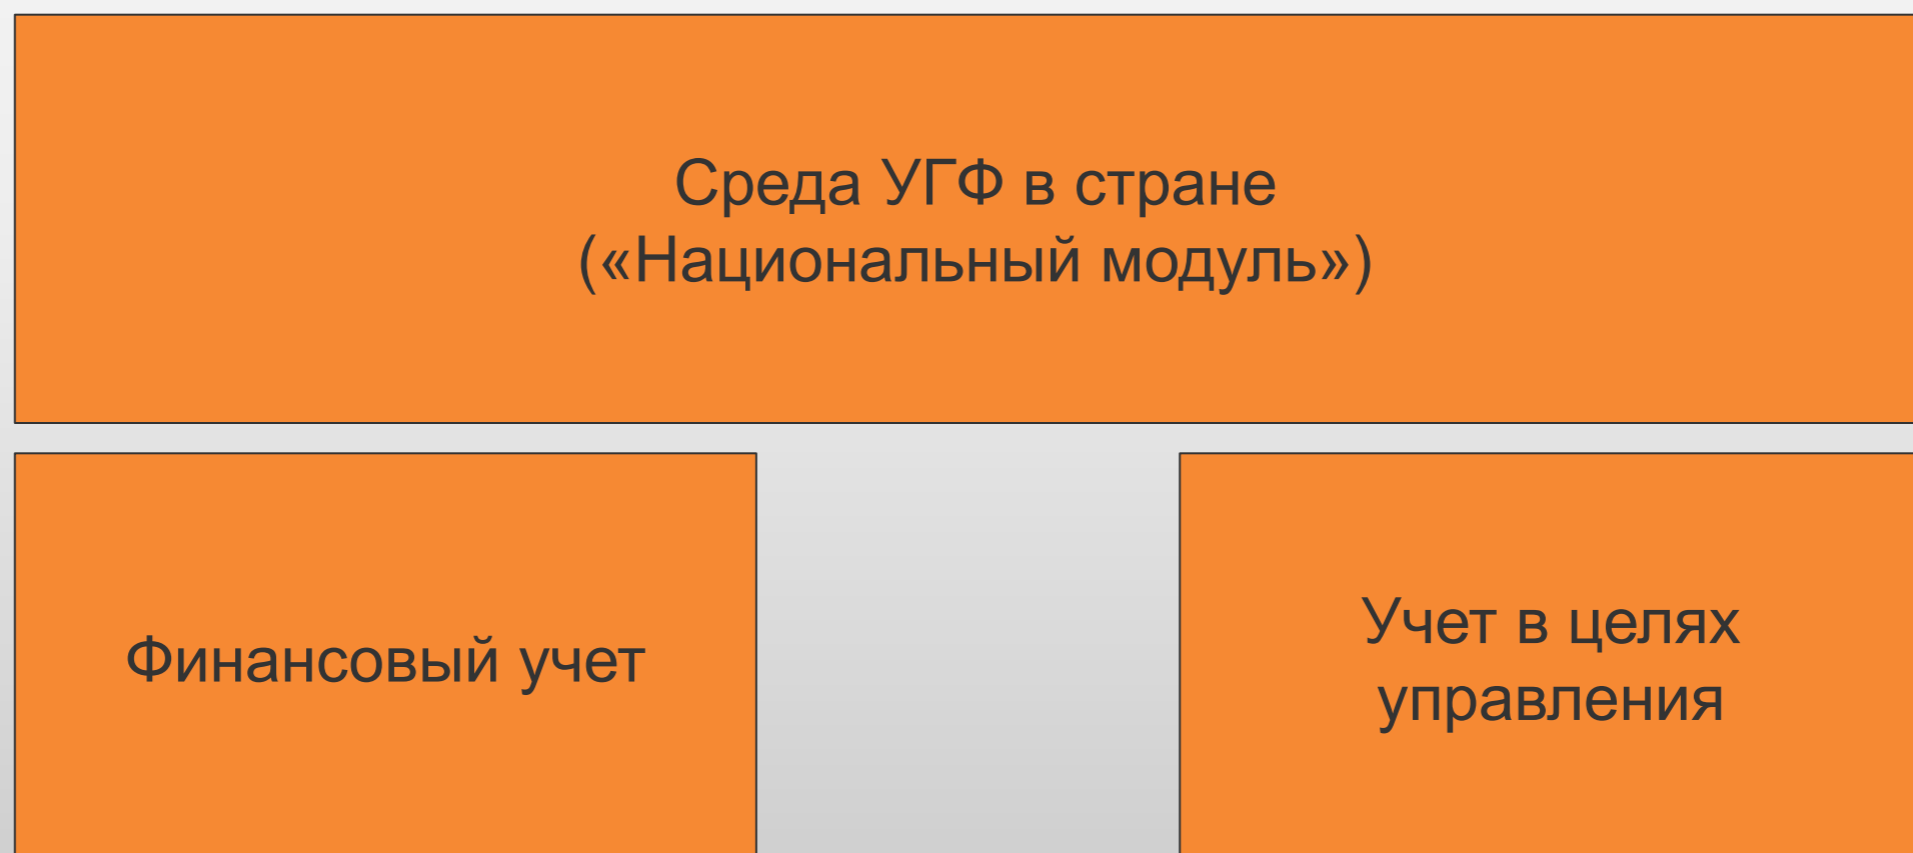 Среда УГФ в стране
(«Национальный модуль»)
Финансовый учет
Учет в целях
управления